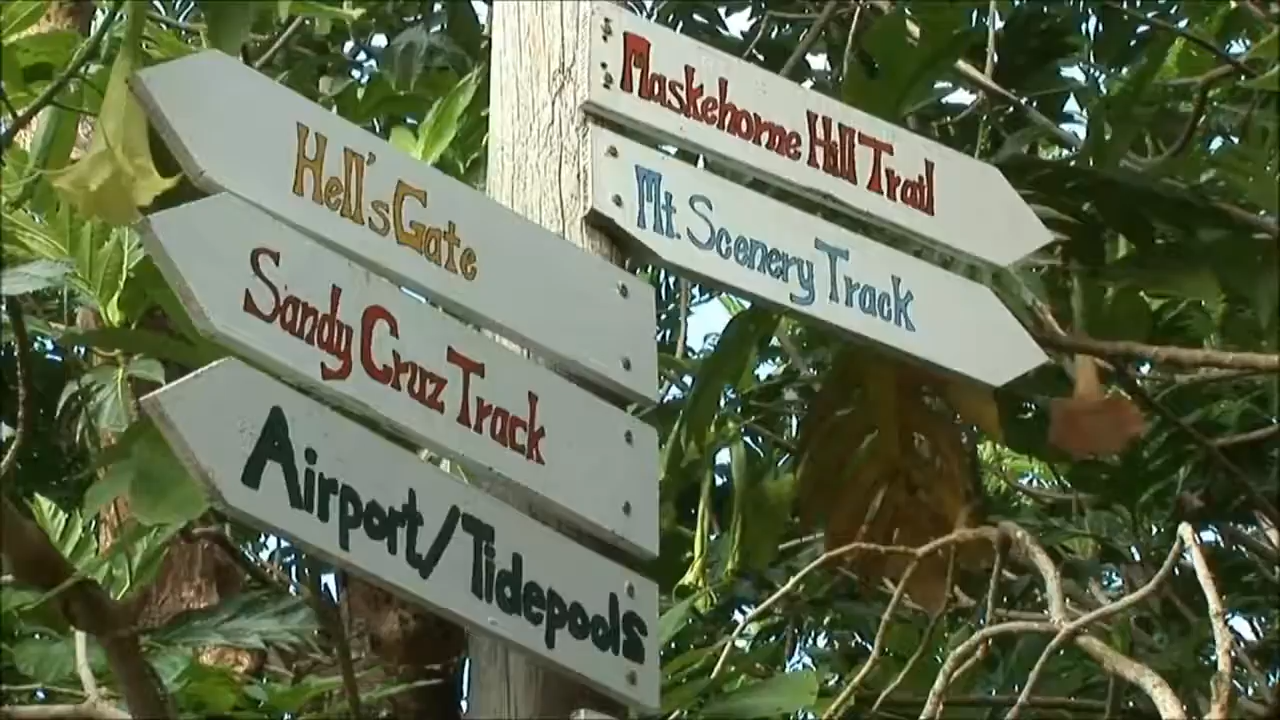 Maskehorne Hill Trail
Mt. Scenery Track
Hell's Gate
Sandy Cruz Track
Airport/Tidepools